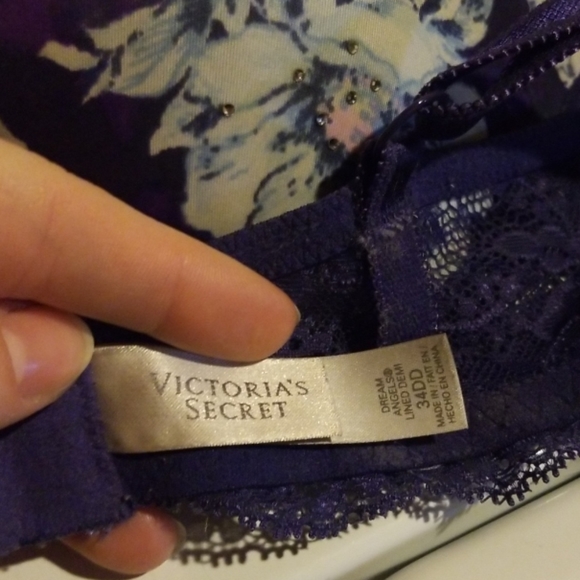 VICTORIA'S
SECRET
DREAM
ANGELS®
LINED DEMI
34DD
MADE IN / FAIT EN
HECHO EN CHINA